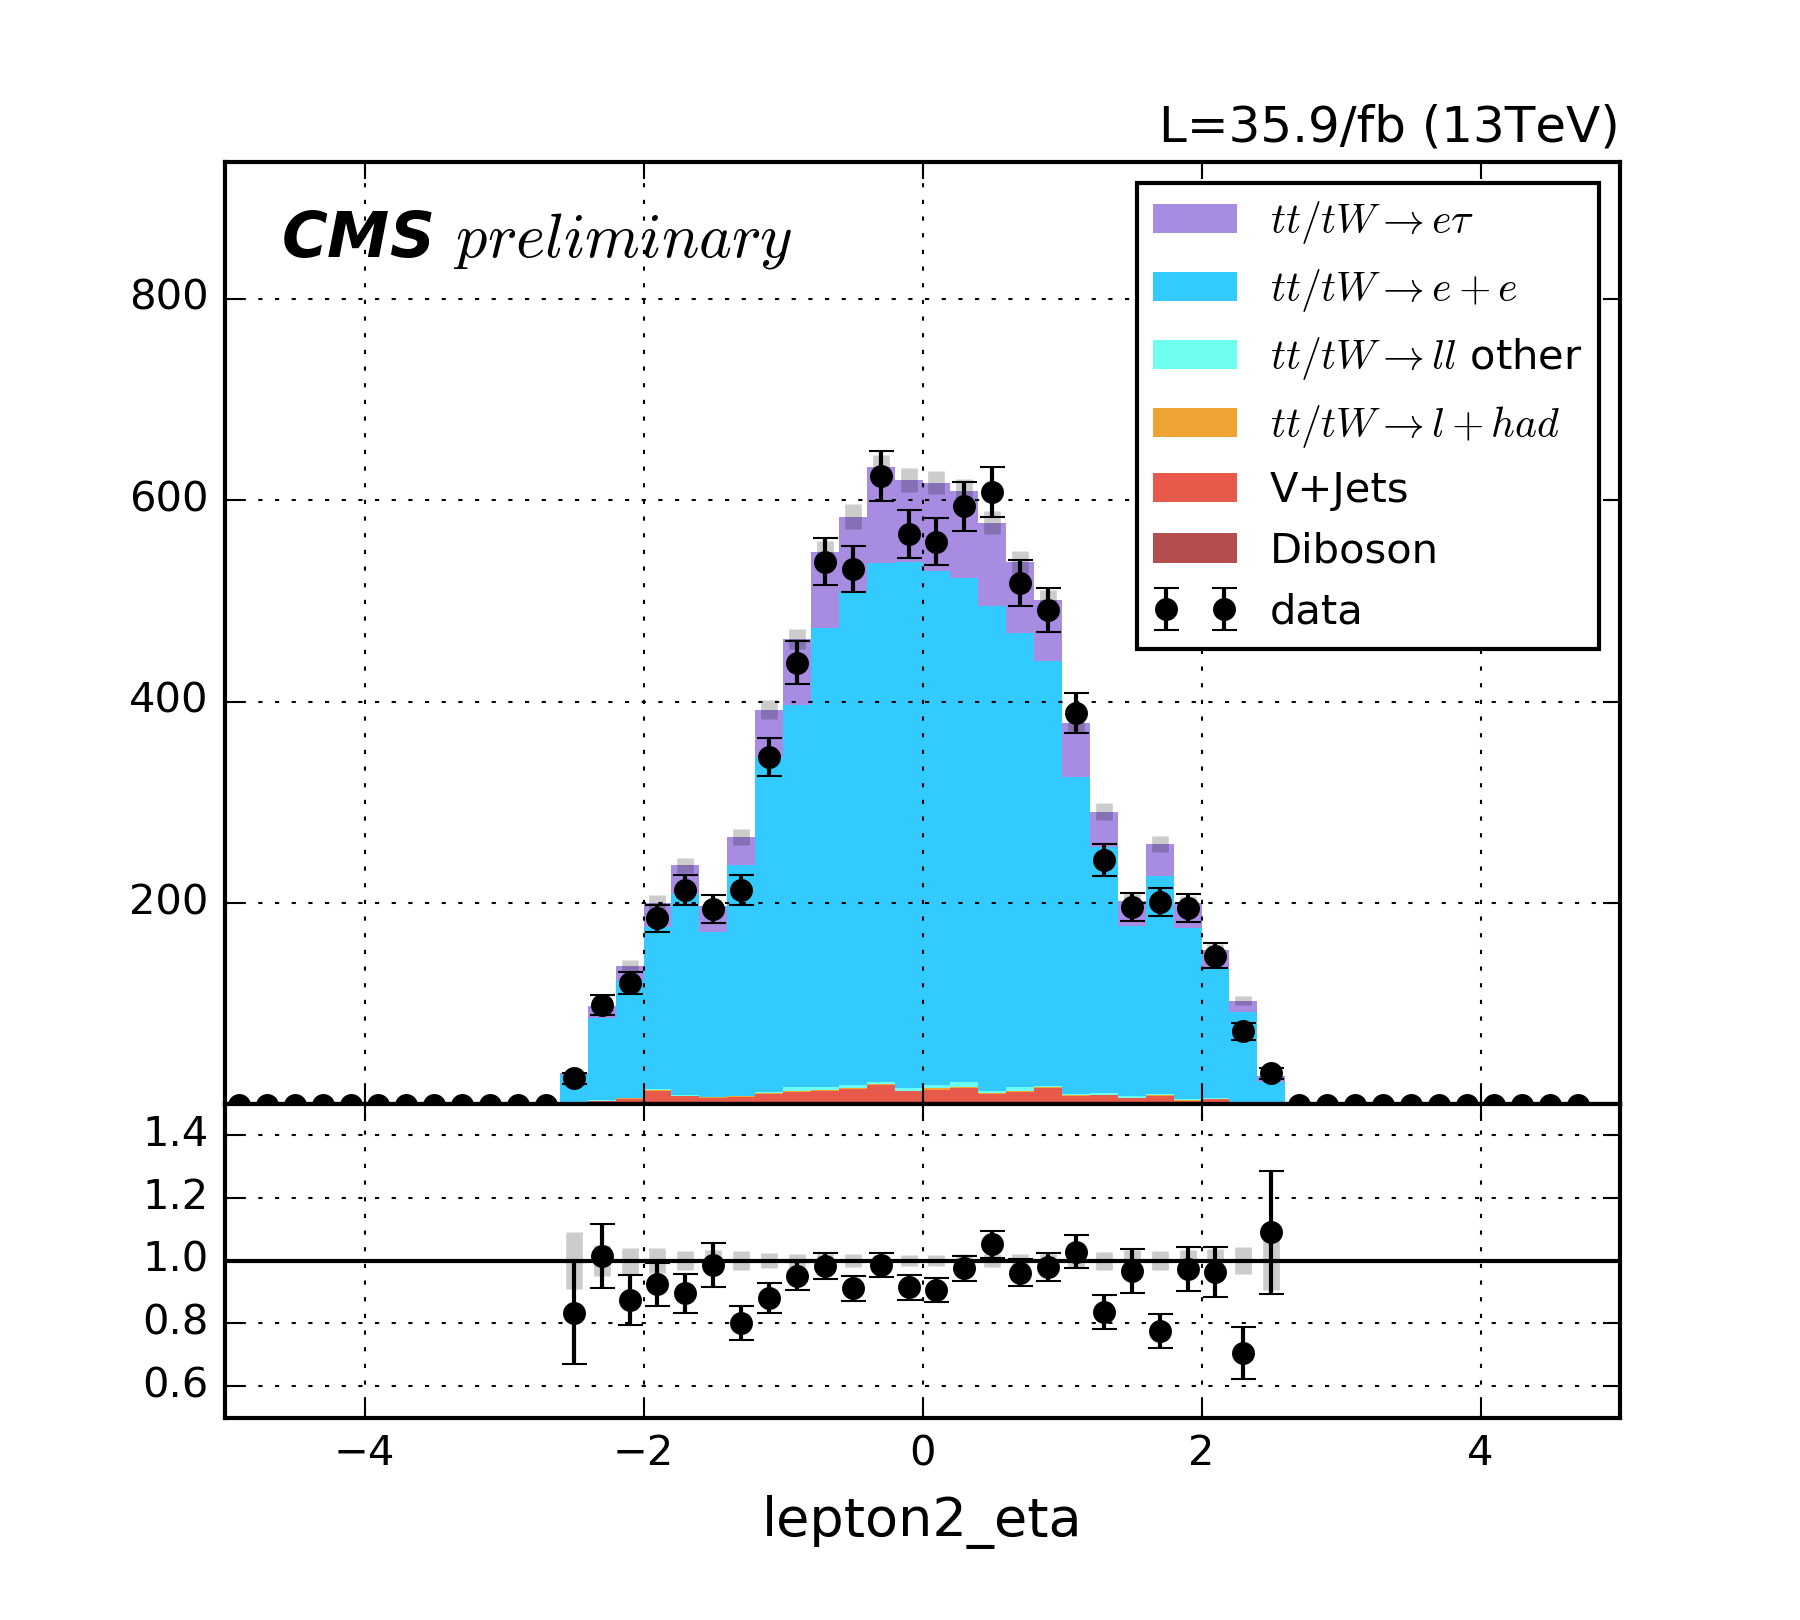 L=35.9/fb (13TeV)
CMS preliminary
tt/tW→eτ
tt/tW→e+e
tt/tW→ll other
tt/tW→l+had
V+Jets
Diboson
data
800
600
400
200
1.4
1.2
1.0
0.8
0.6
−4 −2 0 2 4
lepton2_eta